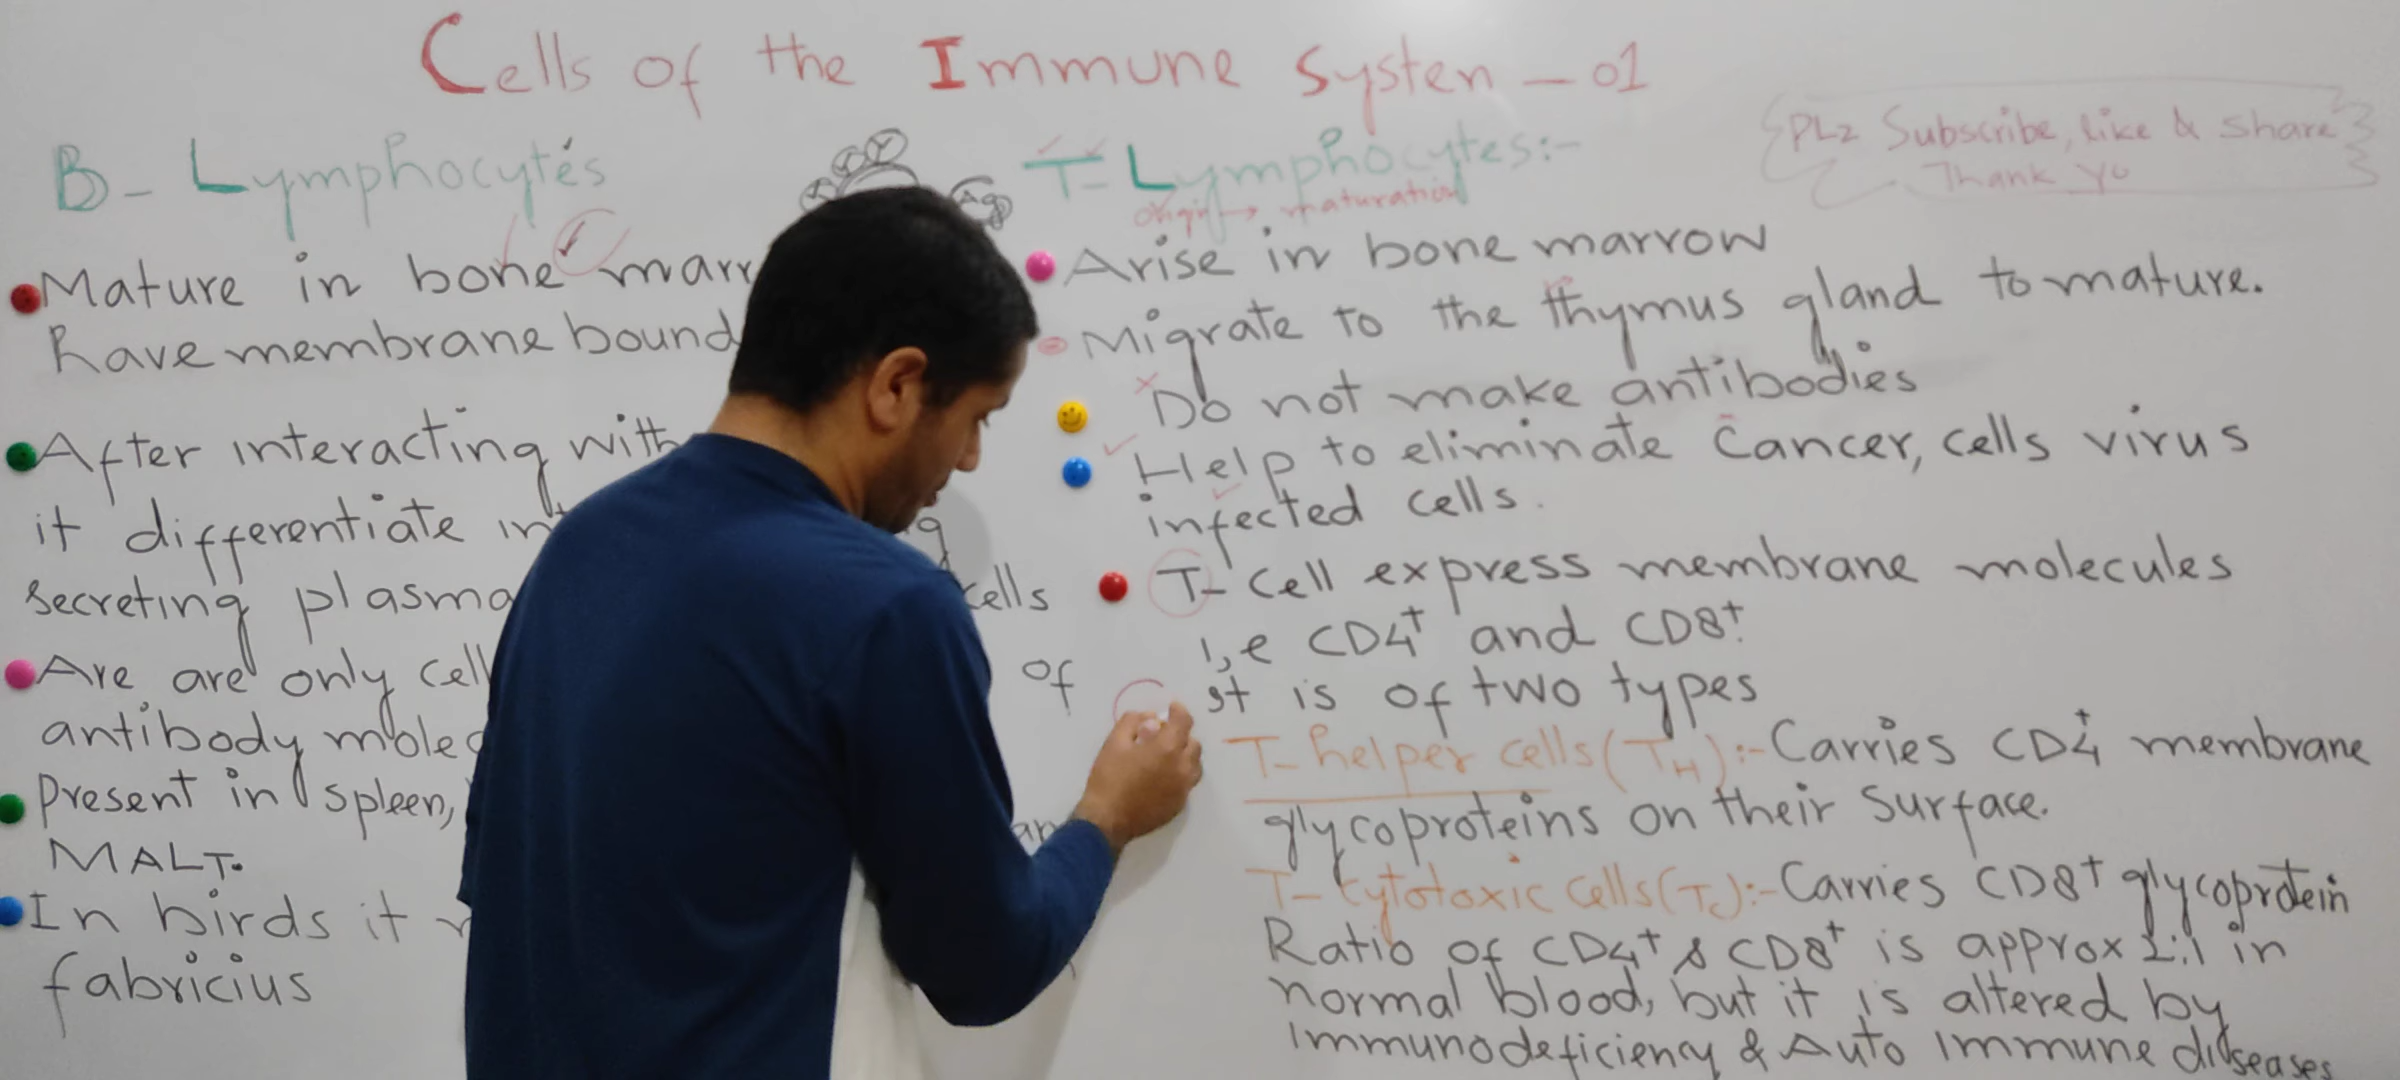 Cells of the Immune Systen - 01
PLz Subscribe, like & share
Thank Yo
B- Lymphocytes
Mature in bone
have membrane bound
After interacting with
it differentiate
secreting plasma cells
Are are only of
antibody
Present in spleen,
MALT.
In birds it
fabricius
Ag
T- Lymphocytes:-
origin → maturation
Arise in bone marrow
Migrate to the thymus gland to mature.
Do not make antibodies
Help to eliminate Cancer, cells virus
infected cells.
T- Cell express membrane molecules
i,e CD4+ and CD8+.
It is of two types
T- helper cells (TH):- Carries CD4+ membrane
glycoproteins on their Surface.
T- Cytotoxic Cells (Tc):- Carries CD8+ glycoprotein
Ratio of CD4+ & CD8+ is approx 2:1 in
normal blood, but it is altered by
immunodeficiency & Auto immune diseases